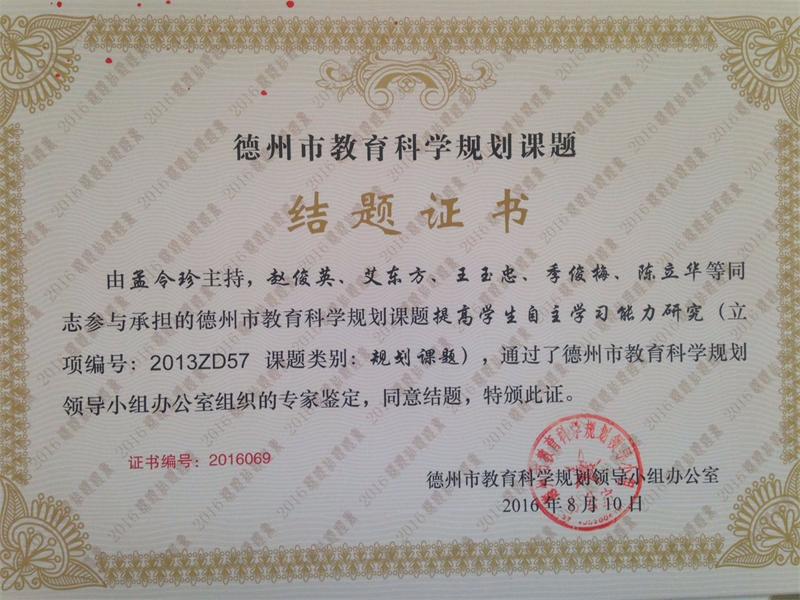 德州市教育科学规划课题
结题证书
由孟令珍主持，赵俊英、艾东方、王玉忠、季俊梅、陈立华等同
志参与承担的德州市教育科学规划课题提高学生自主学习能力研究（立
项编号：2013ZD57 课题类别：规划课题），通过了德州市教育科学规划
领导小组办公室组织的专家鉴定，同意结题，特颁此证。
证书编号：2016069
德州市教育科学规划领导小组办公室
2016年8月10日